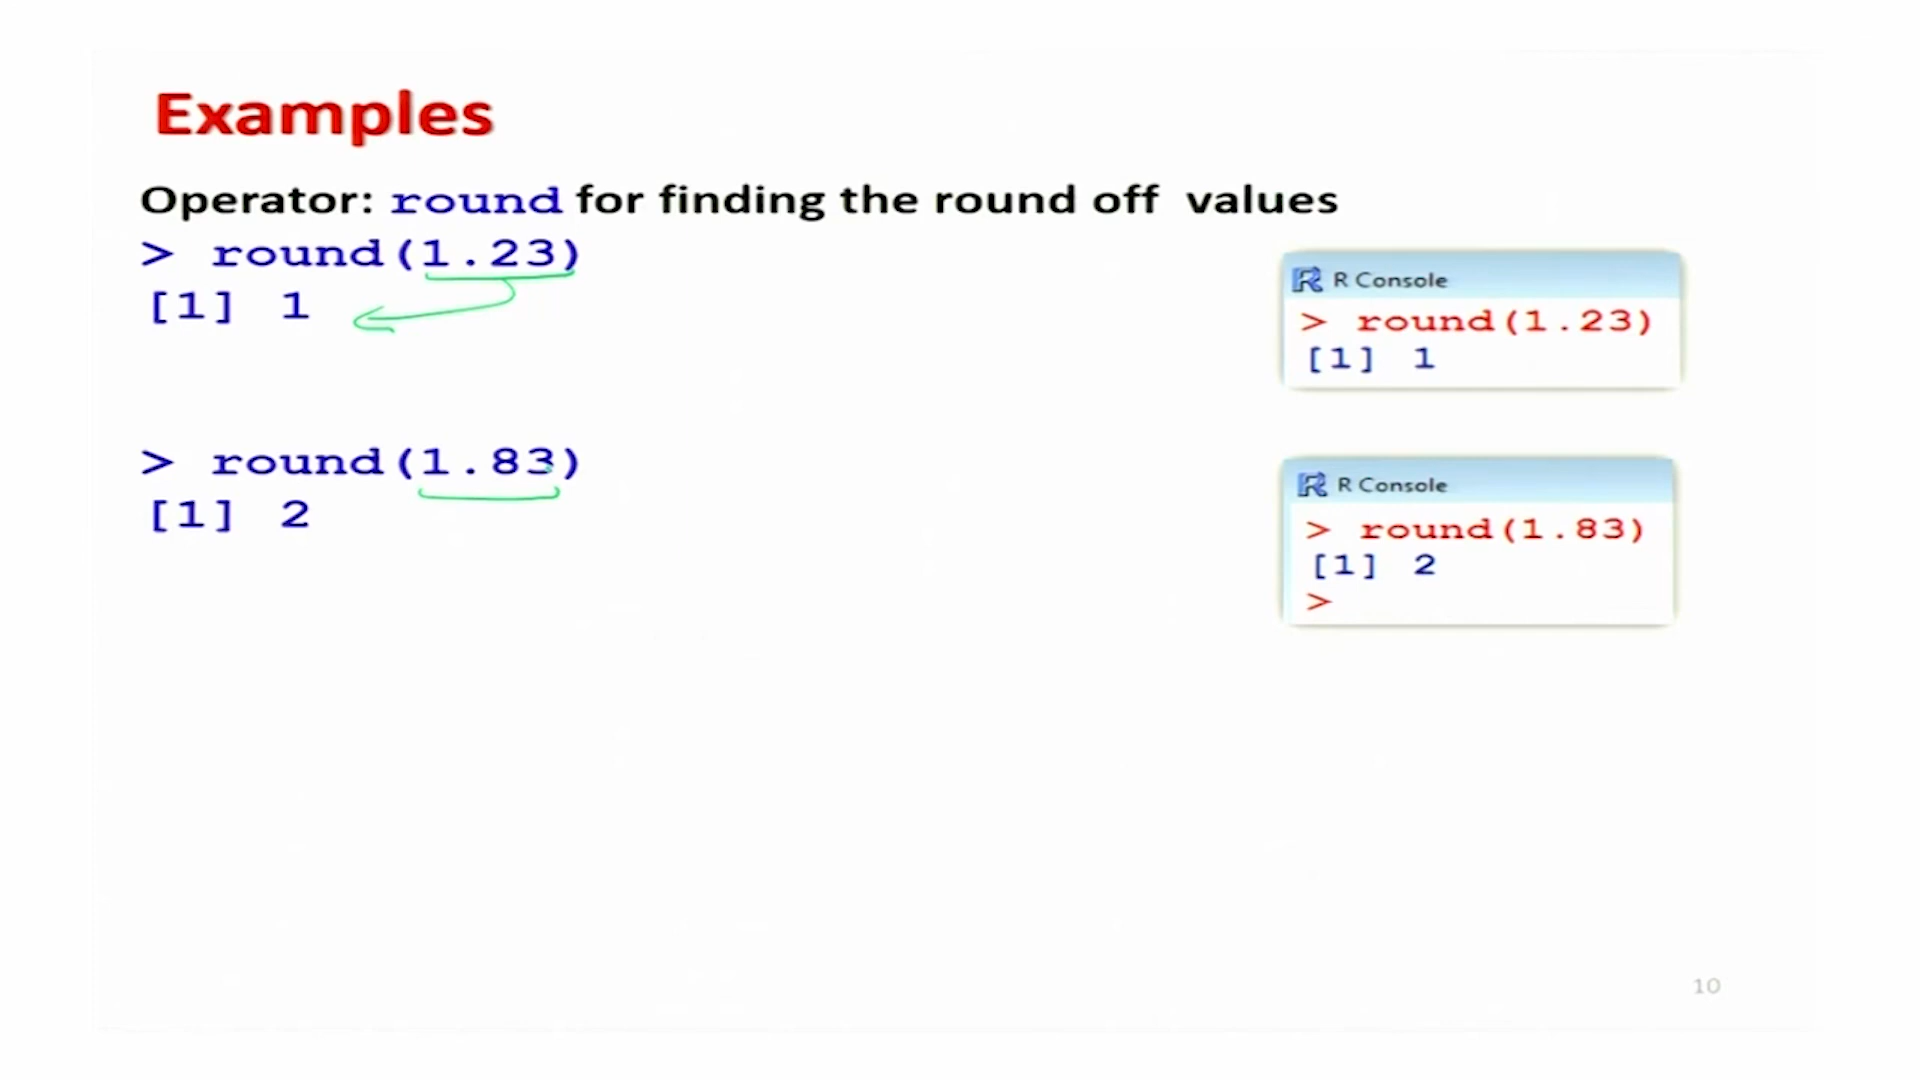 Examples
Operator: round for finding the round off values
> round(1.23)
[1] 1
> round(1.83)
[1] 2
R Console
> round(1.23)
[1] 1
R Console
> round(1.83)
[1] 2
>
10